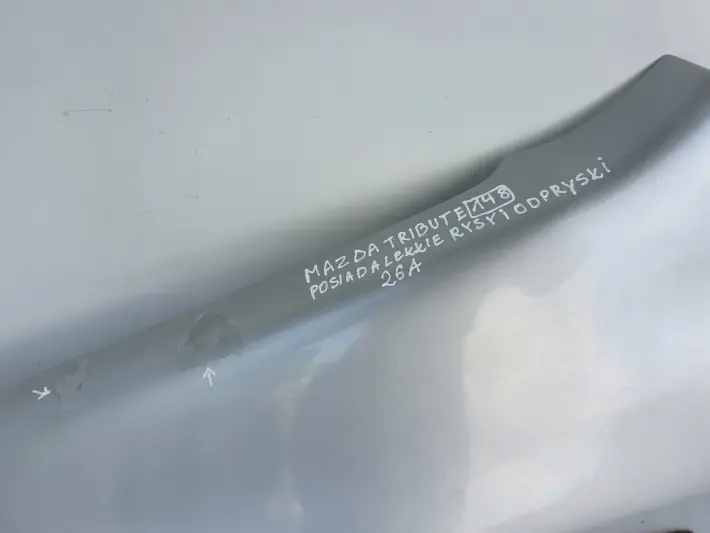 MAZDA TRIBUTE 148
POSIADA LEKKIE RYSY i ODPRYSKi
26A